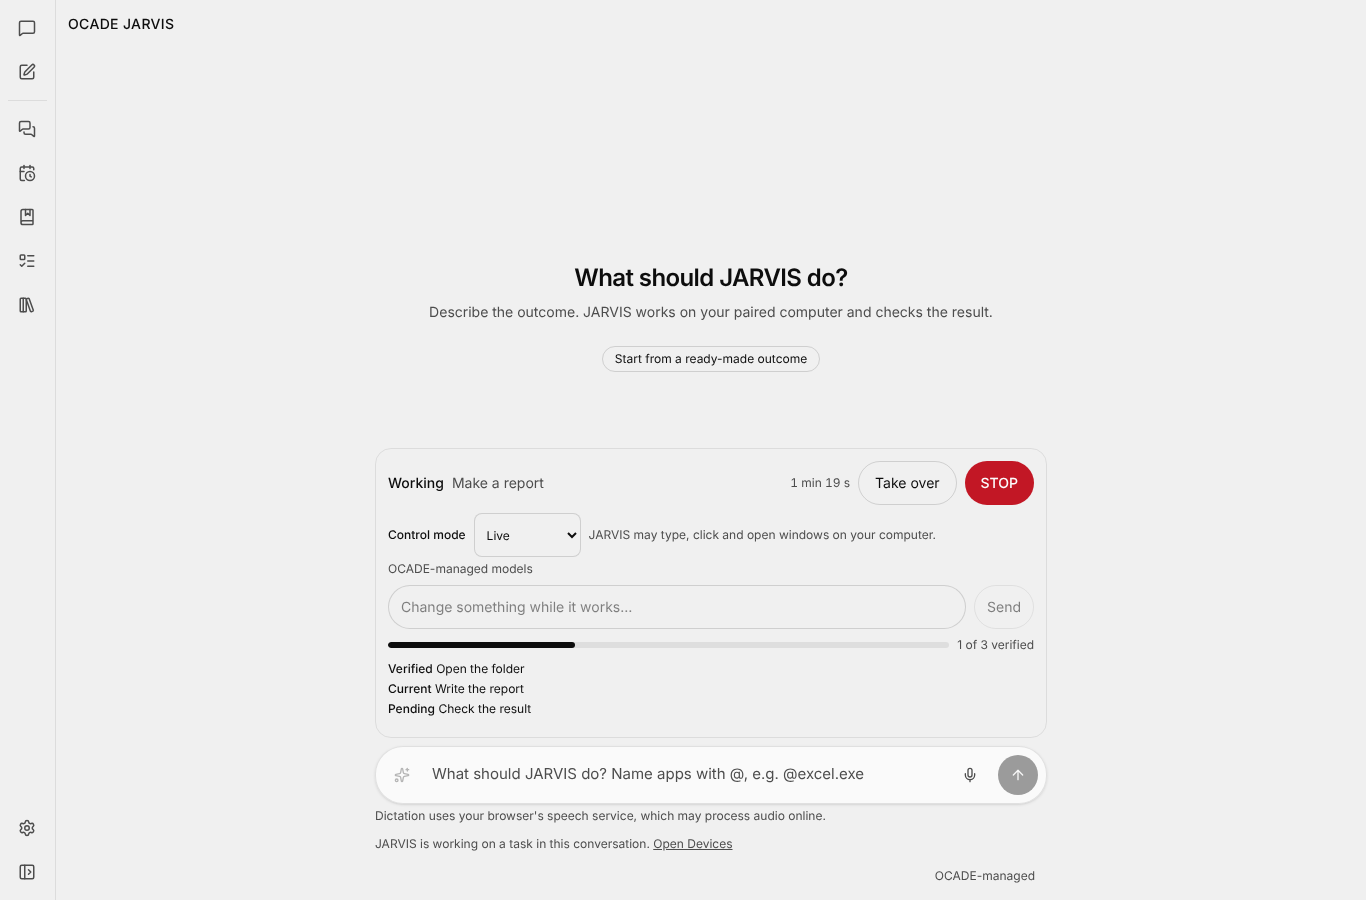 OCADE JARVIS
What should JARVIS do?
Describe the outcome. JARVIS works on your paired computer and checks the result.
Start from a ready-made outcome
Working Make a report 1 min 19 s Take over STOP
Control mode Live JARVIS may type, click and open windows on your computer.
OCADE-managed models
Change something while it works... Send
1 of 3 verified
Verified Open the folder
Current Write the report
Pending Check the result
What should JARVIS do? Name apps with @, e.g. @excel.exe
Dictation uses your browser's speech service, which may process audio online.
JARVIS is working on a task in this conversation. Open Devices
OCADE-managed